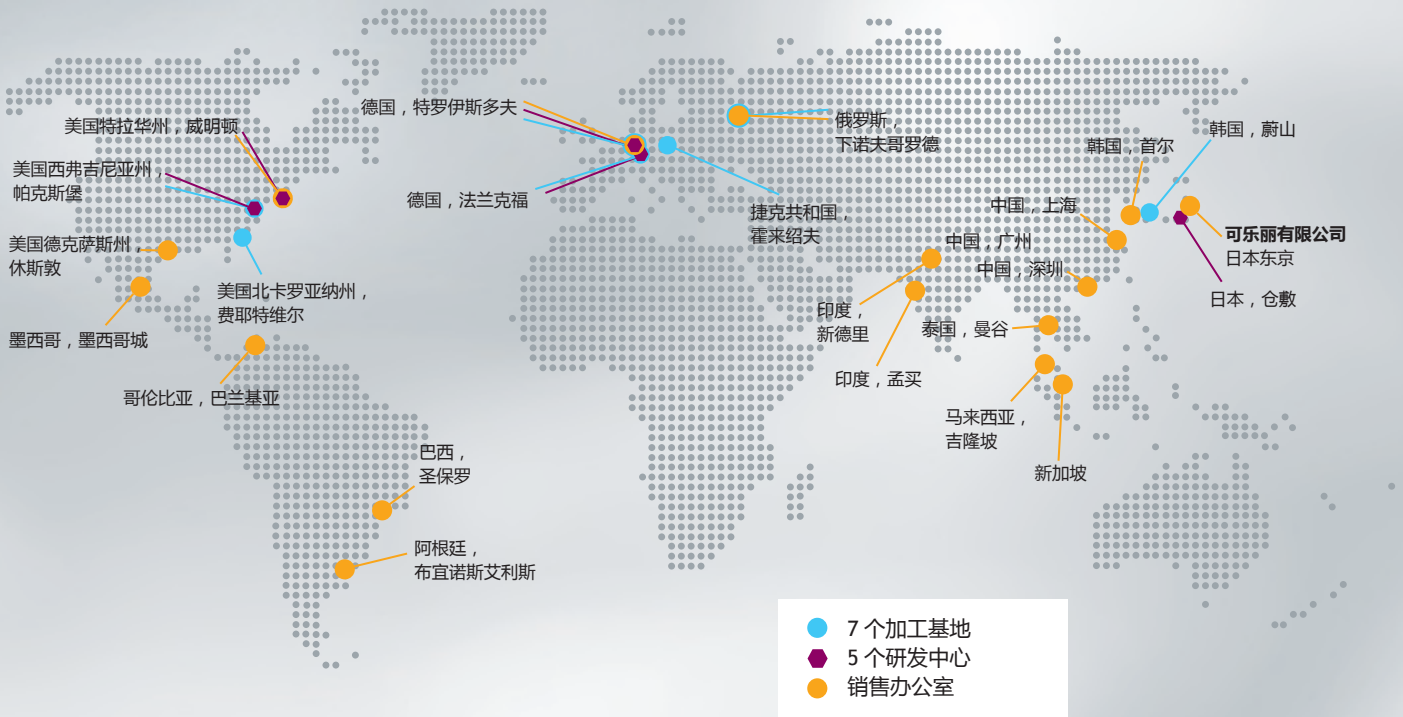 德国，特罗伊斯多夫
美国特拉华州，威明顿
美国西弗吉尼亚州，
帕克斯堡
德国，法兰克福
美国德克萨斯州，
休斯敦
美国北卡罗亚纳州，
费耶特维尔
墨西哥，墨西哥城
哥伦比亚，巴兰基亚
巴西，
圣保罗
阿根廷，
布宜诺斯艾利斯
俄罗斯，
下诺夫哥罗德
捷克共和国，
霍来绍夫
韩国，首尔
韩国，蔚山
中国，上海
中国，广州
中国，深圳
可乐丽有限公司
日本东京
日本，仓敷
印度，
新德里
泰国，曼谷
印度，孟买
马来西亚，
吉隆坡
新加坡
7 个加工基地
5 个研发中心
销售办公室